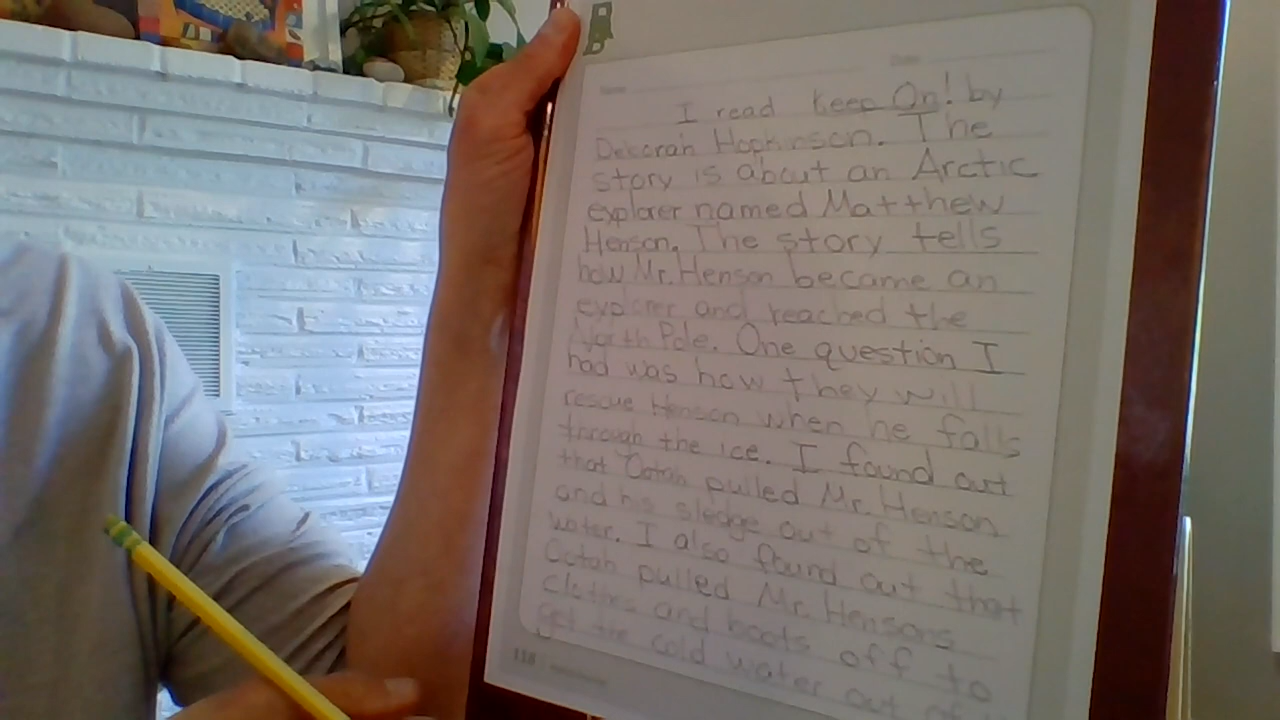 I read Keep On! by
Deborah Hopkinson. The
story is about an Arctic
explorer named Matthew
Henson. The story tells
how Mr. Henson became an
explorer and reached the
North Pole. One question I
had was how they will
rescue Henson when he falls
through the ice. I found out
that Ootah pulled Mr. Henson
and his sledge out of the
water. I also found out that
Ootah pulled Mr. Hensons
clothes and boots off to
get the cold water out of
118